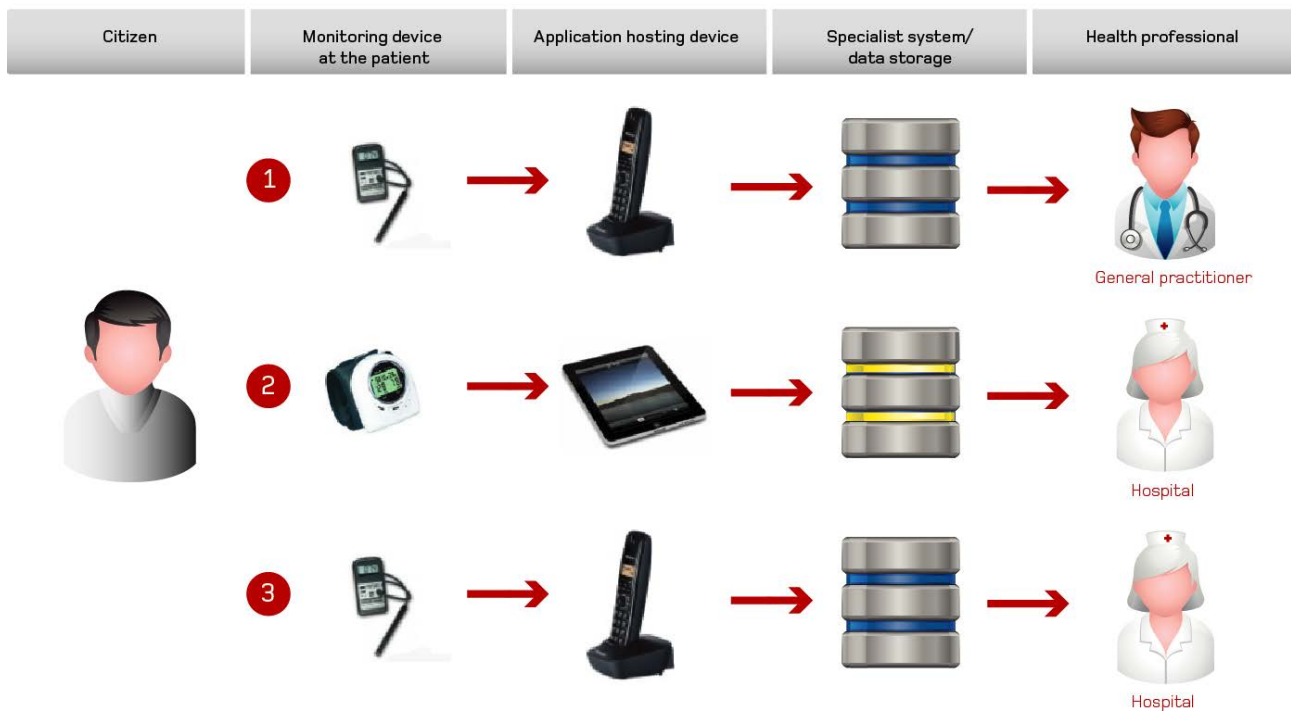 Citizen
Monitoring device
at the patient
Application hosting device
Specialist system/
data storage
Health professional
1
General practitioner
2
Hospital
3
Hospital